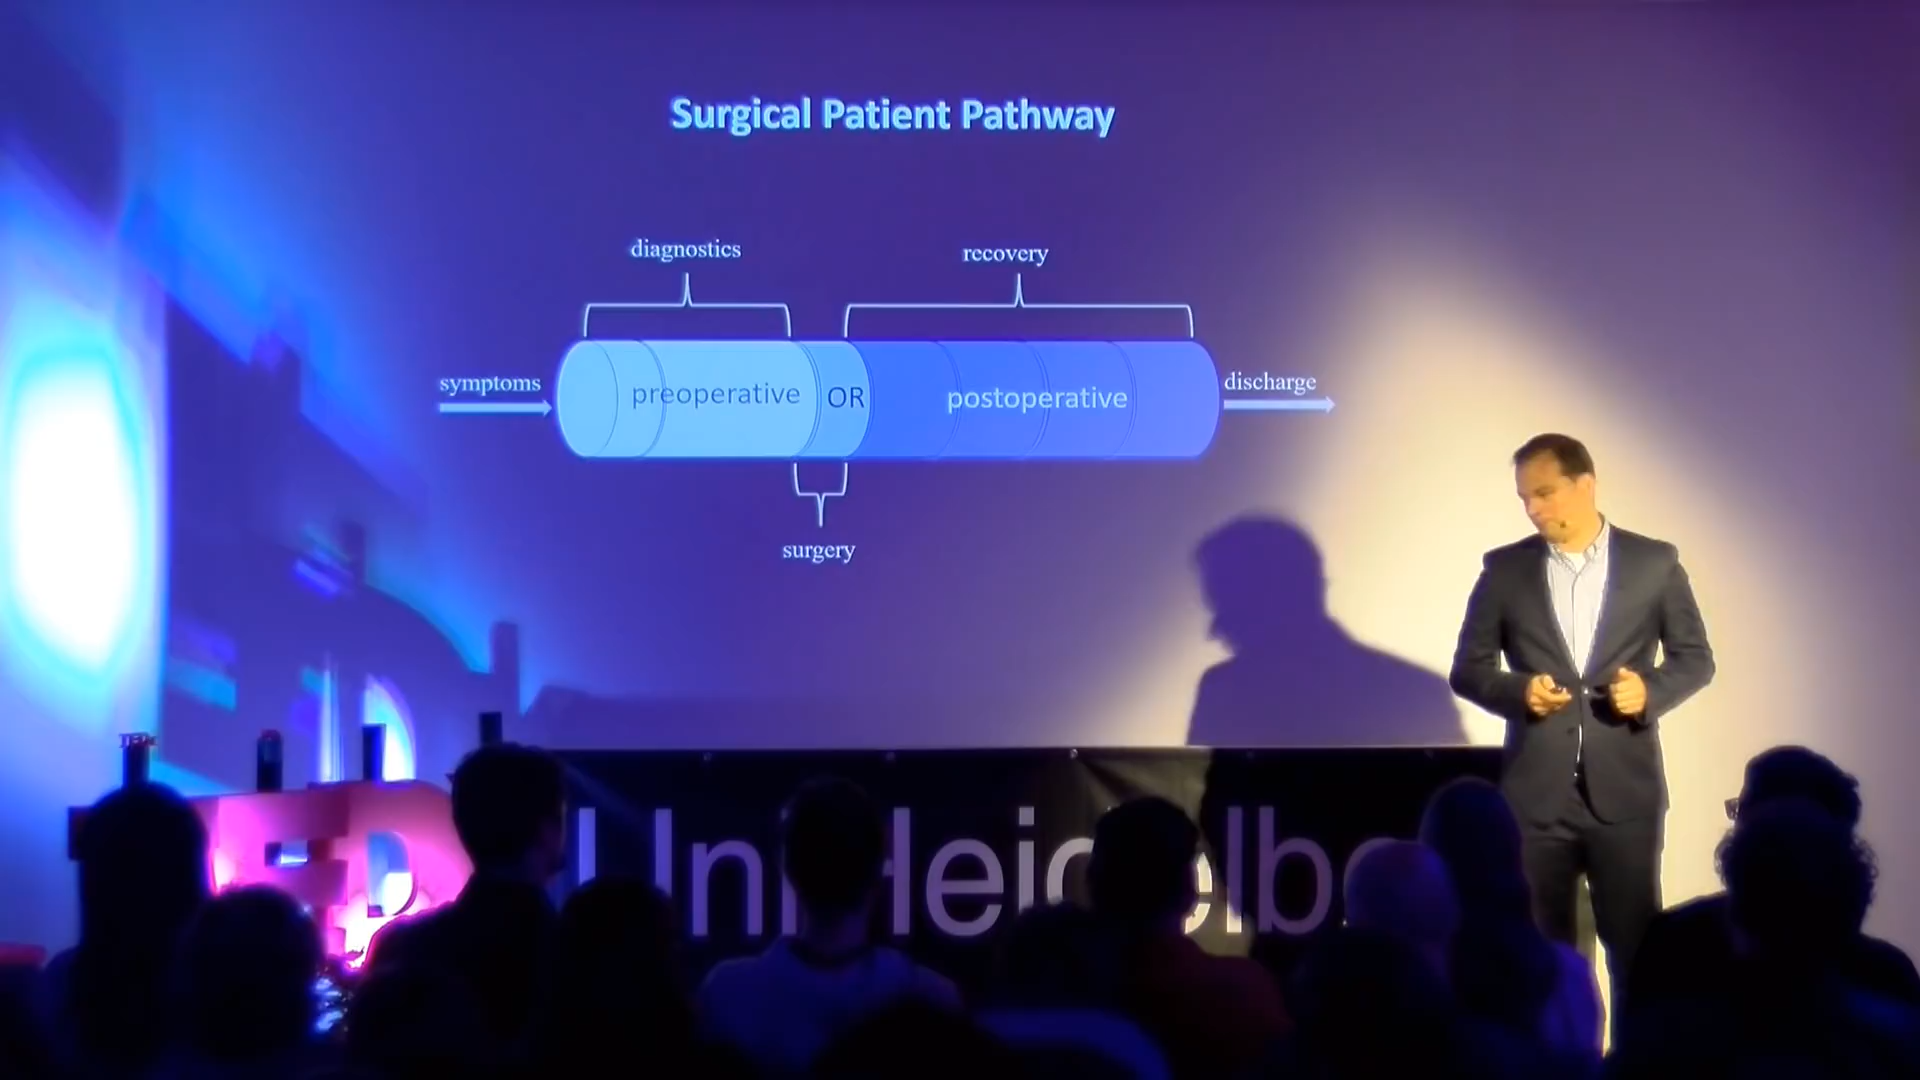 Surgical Patient Pathway
diagnostics
recovery
symptoms
preoperative
OR
postoperative
discharge
surgery